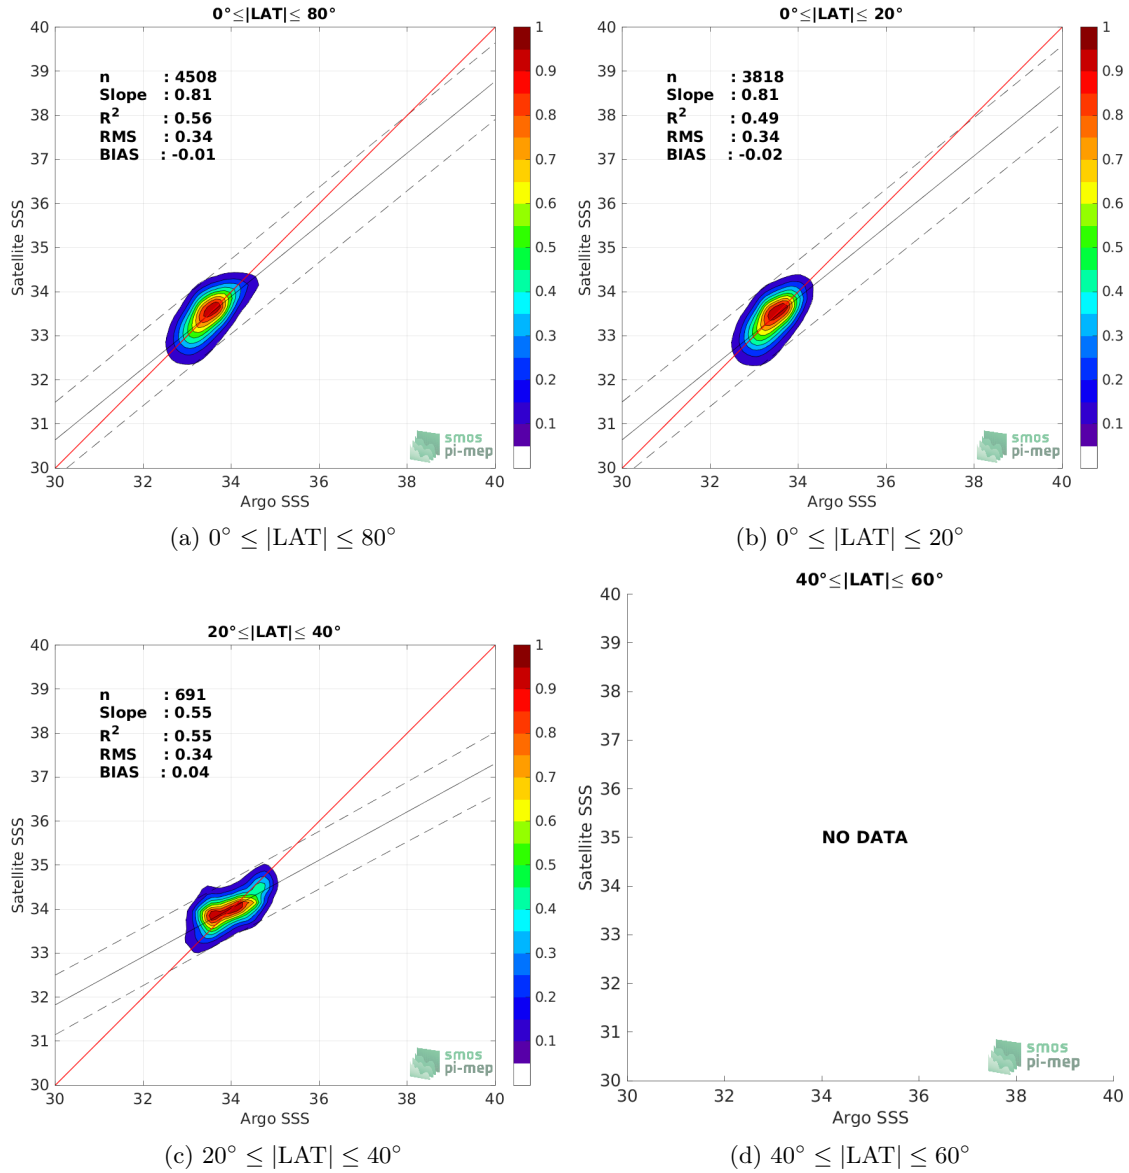 0°≤|LAT|≤ 80°
n : 4508
Slope : 0.81
R² : 0.56
RMS : 0.34
BIAS : -0.01
Satellite SSS
40
39
38
37
36
35
34
33
32
31
30
30 32 34 36 38 40
Argo SSS
1
0.9
0.8
0.7
0.6
0.5
0.4
0.3
0.2
0.1
smos
pi-mep
(a) 0° ≤ |LAT| ≤ 80°
0°≤|LAT|≤ 20°
n : 3818
Slope : 0.81
R² : 0.49
RMS : 0.34
BIAS : -0.02
Satellite SSS
40
39
38
37
36
35
34
33
32
31
30
30 32 34 36 38 40
Argo SSS
1
0.9
0.8
0.7
0.6
0.5
0.4
0.3
0.2
0.1
smos
pi-mep
(b) 0° ≤ |LAT| ≤ 20°
20°≤|LAT|≤ 40°
n : 691
Slope : 0.55
R² : 0.55
RMS : 0.34
BIAS : 0.04
Satellite SSS
40
39
38
37
36
35
34
33
32
31
30
30 32 34 36 38 40
Argo SSS
1
0.9
0.8
0.7
0.6
0.5
0.4
0.3
0.2
0.1
smos
pi-mep
(c) 20° ≤ |LAT| ≤ 40°
40°≤|LAT|≤ 60°
NO DATA
Satellite SSS
40
39
38
37
36
35
34
33
32
31
30
30 32 34 36 38 40
Argo SSS
smos
pi-mep
(d) 40° ≤ |LAT| ≤ 60°